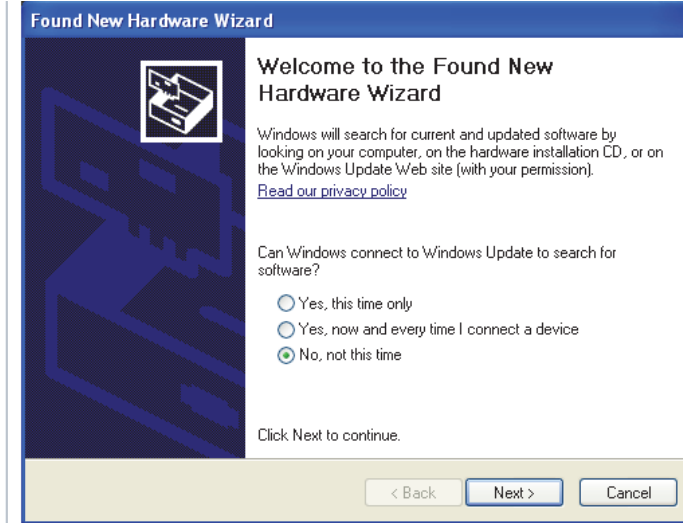 Found New Hardware Wizard
Welcome to the Found New
Hardware Wizard
Windows will search for current and updated software by
looking on your computer, on the hardware installation CD, or on
the Windows Update Web site (with your permission).
Read our privacy policy
Can Windows connect to Windows Update to search for
software?
Yes, this time only
Yes, now and every time I connect a device
No, not this time
Click Next to continue.
< Back Next > Cancel